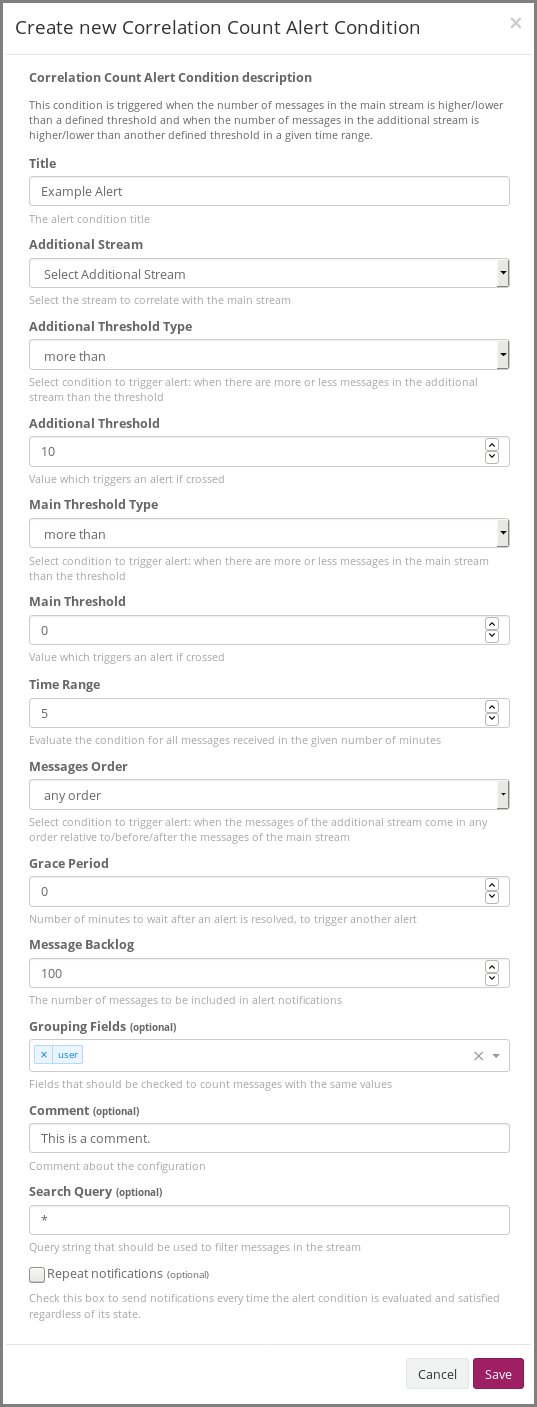 Create new Correlation Count Alert Condition
×
Correlation Count Alert Condition description
This condition is triggered when the number of messages in the main stream is higher/lower
than a defined threshold and when the number of messages in the additional stream is
higher/lower than another defined threshold in a given time range.
Title
Example Alert
The alert condition title
Additional Stream
Select Additional Stream
Select the stream to correlate with the main stream
Additional Threshold Type
more than
Select condition to trigger alert: when there are more or less messages in the additional
stream than the threshold
Additional Threshold
10
Value which triggers an alert if crossed
Main Threshold Type
more than
Select condition to trigger alert: when there are more or less messages in the main stream
than the threshold
Main Threshold
0
Value which triggers an alert if crossed
Time Range
5
Evaluate the condition for all messages received in the given number of minutes
Messages Order
any order
Select condition to trigger alert: when the messages of the additional stream come in any
order relative to/before/after the messages of the main stream
Grace Period
0
Number of minutes to wait after an alert is resolved, to trigger another alert
Message Backlog
100
The number of messages to be included in alert notifications
Grouping Fields (optional)
× user ×
Fields that should be checked to count messages with the same values
Comment (optional)
This is a comment.
Comment about the configuration
Search Query (optional)
*
Query string that should be used to filter messages in the stream
Repeat notifications (optional)
Check this box to send notifications every time the alert condition is evaluated and satisfied
regardless of its state.
Cancel Save